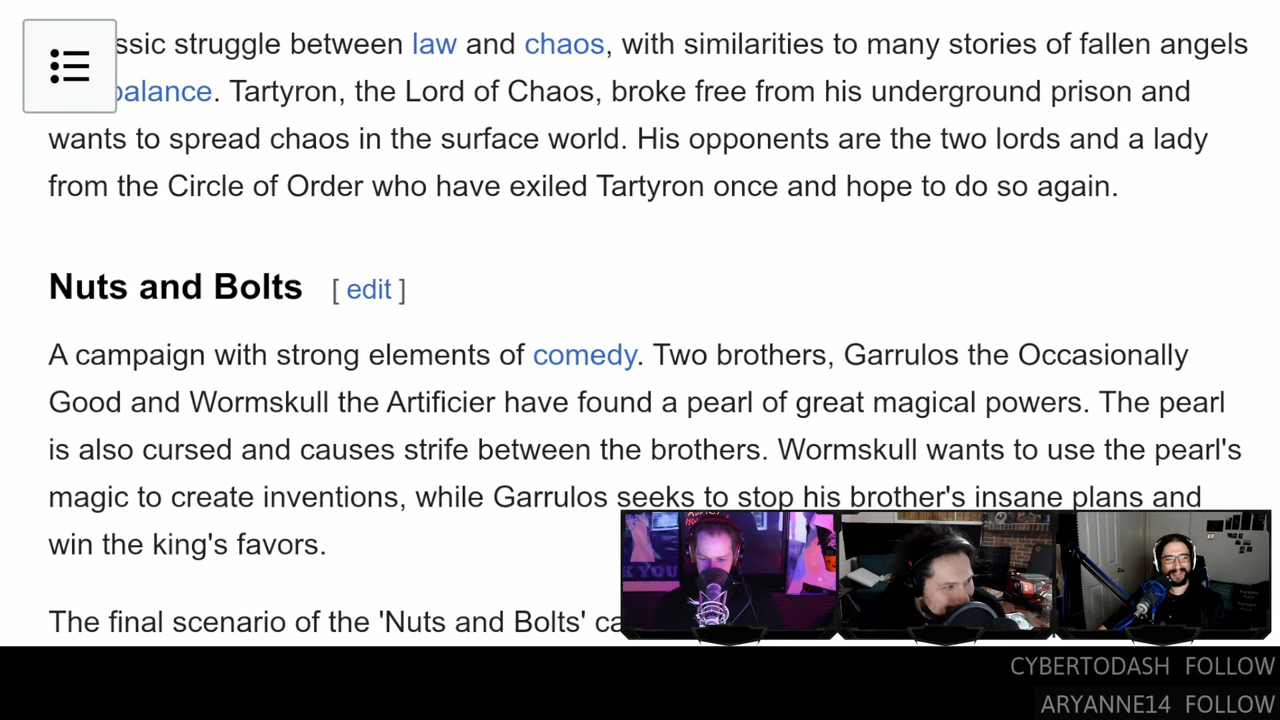 ssic struggle between law and chaos, with similarities to many stories of fallen angels
balance. Tartyron, the Lord of Chaos, broke free from his underground prison and
wants to spread chaos in the surface world. His opponents are the two lords and a lady
from the Circle of Order who have exiled Tartyron once and hope to do so again.
Nuts and Bolts [ edit ]
A campaign with strong elements of comedy. Two brothers, Garrulos the Occasionally
Good and Wormskull the Artificier have found a pearl of great magical powers. The pearl
is also cursed and causes strife between the brothers. Wormskull wants to use the pearl's
magic to create inventions, while Garrulos seeks to stop his brother's insane plans and
win the king's favors.
The final scenario of the 'Nuts and Bolts' ca
K YOU
CYBERTODASH FOLLOW
ARYANNE14 FOLLOW